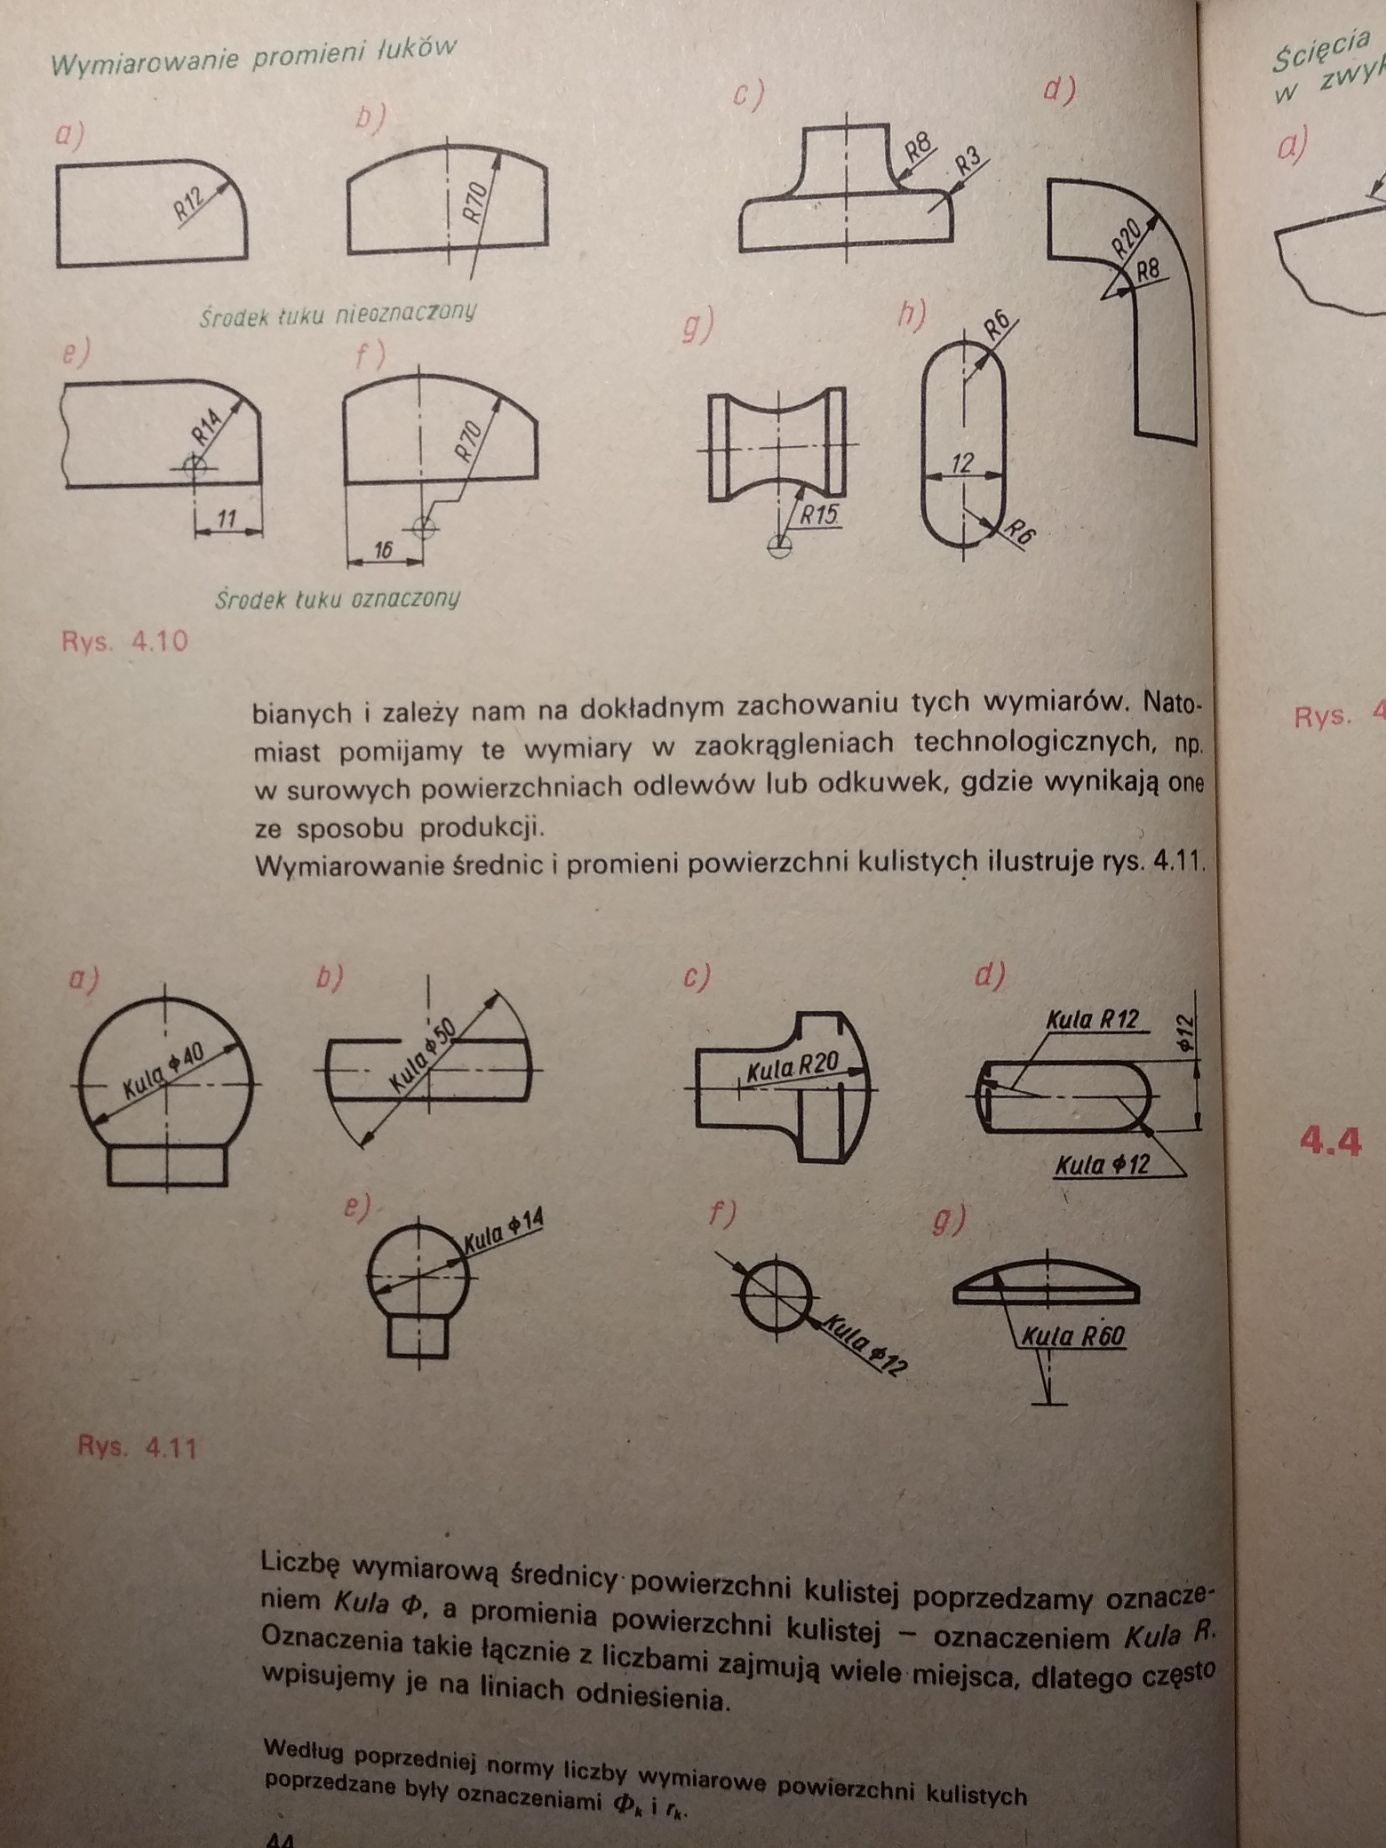 Wymiarowanie promieni łuków
a)
b)
c)
d)
R12
R70
R8
R3
R20
R8
Środek łuku nieoznaczony
e)
f)
g)
h)
R14
11
R70
16
R15
R6
12
R6
Środek łuku oznaczony
Rys. 4.10
bianych i zależy nam na dokładnym zachowaniu tych wymiarów. Nato-
miast pomijamy te wymiary w zaokrągleniach technologicznych, np.
w surowych powierzchniach odlewów lub odkuwek, gdzie wynikają one
ze sposobu produkcji.
Wymiarowanie średnic i promieni powierzchni kulistych ilustruje rys. 4.11.
a)
b)
c)
d)
Kula ϕ40
Kula ϕ50
Kula R20
Kula R12
ϕ12
Kula ϕ12
e)
f)
g)
Kula ϕ14
Kula ϕ12
Kula R60
Rys. 4.11
Liczbę wymiarową średnicy powierzchni kulistej poprzedzamy oznacze-
niem Kula Φ, a promienia powierzchni kulistej – oznaczeniem Kula R.
Oznaczenia takie łącznie z liczbami zajmują wiele miejsca, dlatego często
wpisujemy je na liniach odniesienia.
Według poprzedniej normy liczby wymiarowe powierzchni kulistych
poprzedzane były oznaczeniami Φk i rk.
44
Ścięcia
w
a)
Rys.
4.4